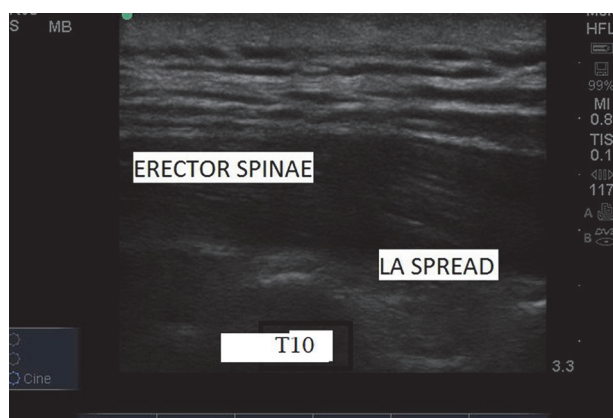 S MB
HFL
99%
MI
0.8
TIS
0.1
117
A
B
ERECTOR SPINAE
LA SPREAD
T10
3.3
Cine